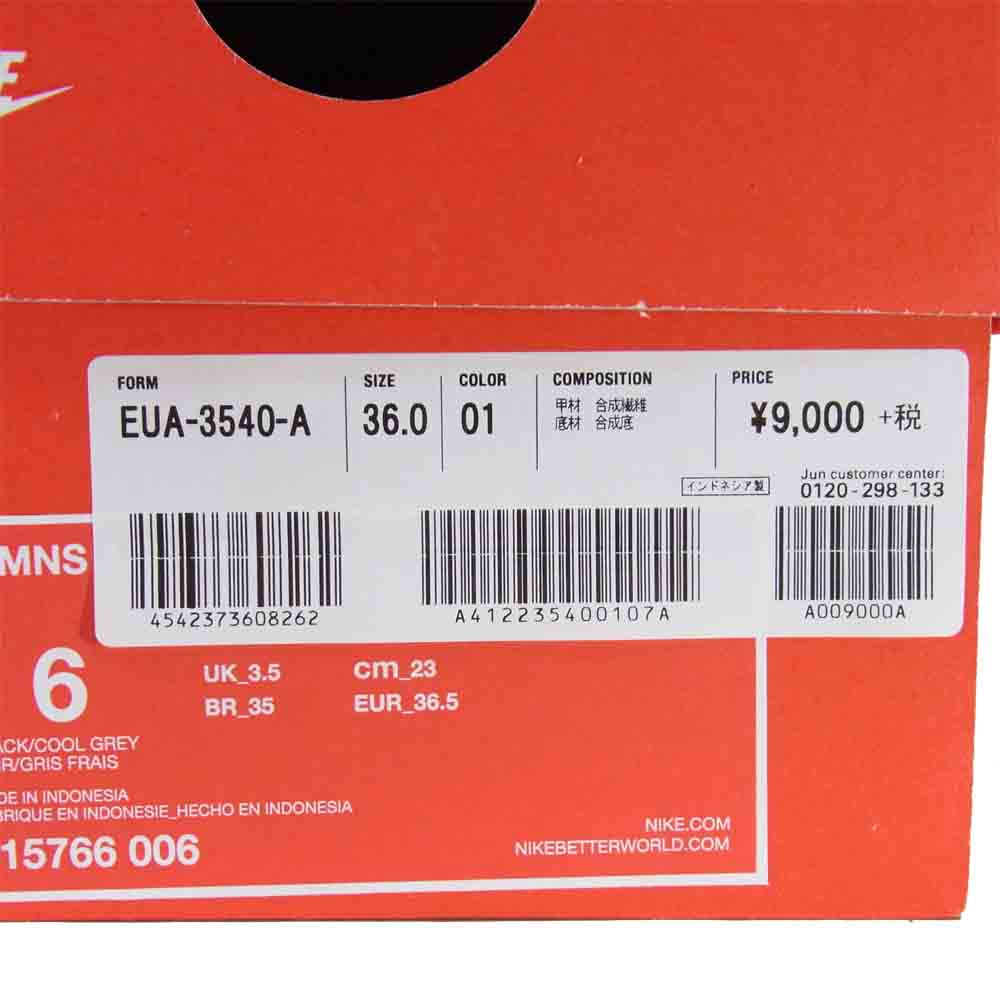 FORM SIZE COLOR COMPOSITION PRICE
EUA-3540-A 36.0 01 甲材 合成繊維 ¥9,000 +税
底材 合成底
インドネシア製
Jun customer center:
0120-298-133
4542373608262 A412235400107A A009000A
MNS
6 UK_3.5 cm_23
BR_35 EUR_36.5
ACK/COOL GREY
IR/GRIS FRAIS
DE IN INDONESIA
BRIQUE EN INDONESIE_HECHO EN INDONESIA
15766 006
NIKE.COM
NIKEBETTERWORLD.COM